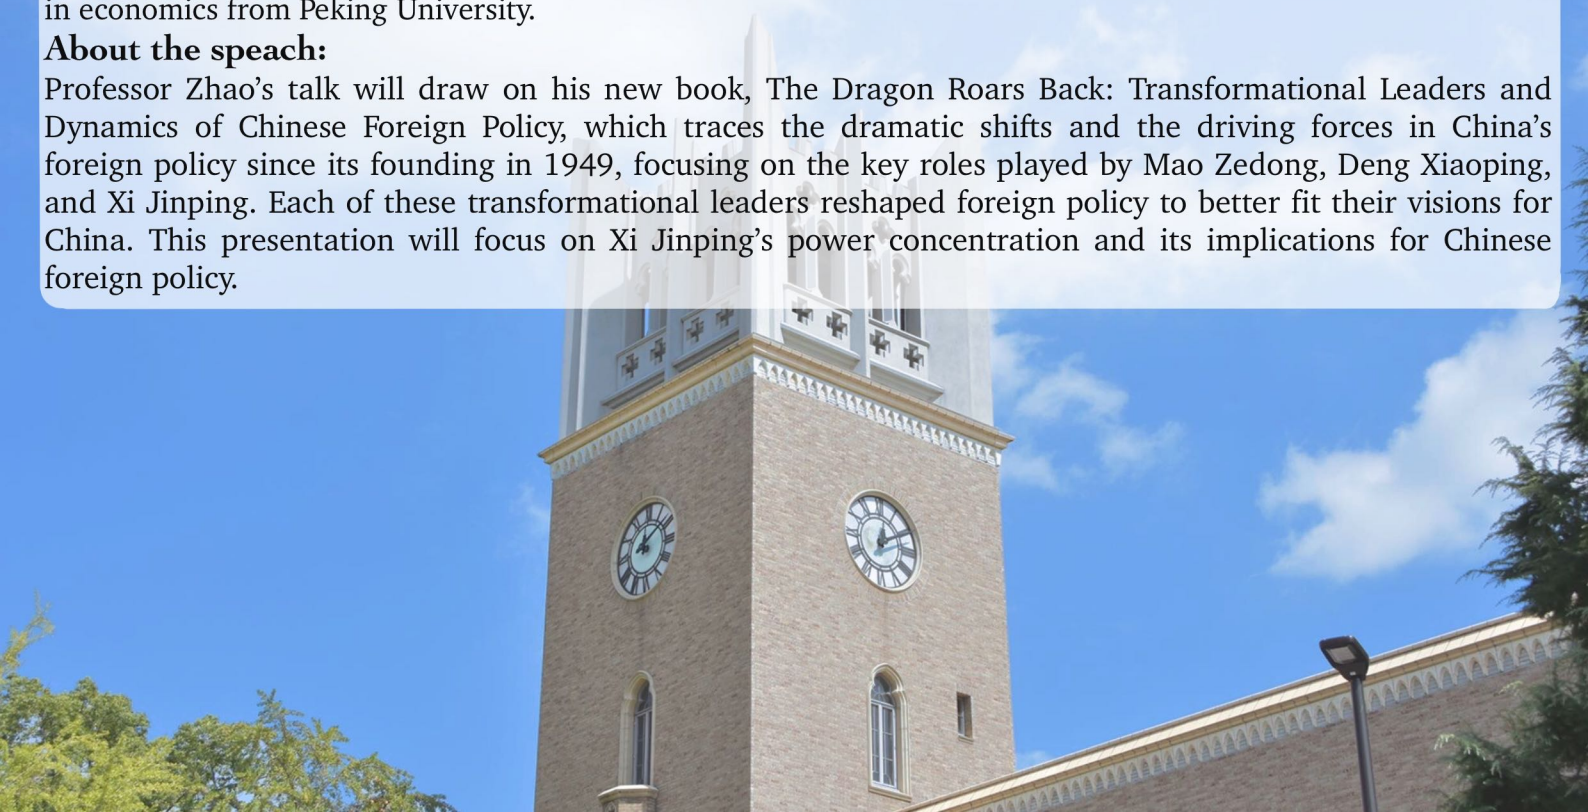 in economics from Peking University.
About the speach:
Professor Zhao’s talk will draw on his new book, The Dragon Roars Back: Transformational Leaders and
Dynamics of Chinese Foreign Policy, which traces the dramatic shifts and the driving forces in China’s
foreign policy since its founding in 1949, focusing on the key roles played by Mao Zedong, Deng Xiaoping,
and Xi Jinping. Each of these transformational leaders reshaped foreign policy to better fit their visions for
China. This presentation will focus on Xi Jinping’s power concentration and its implications for Chinese
foreign policy.